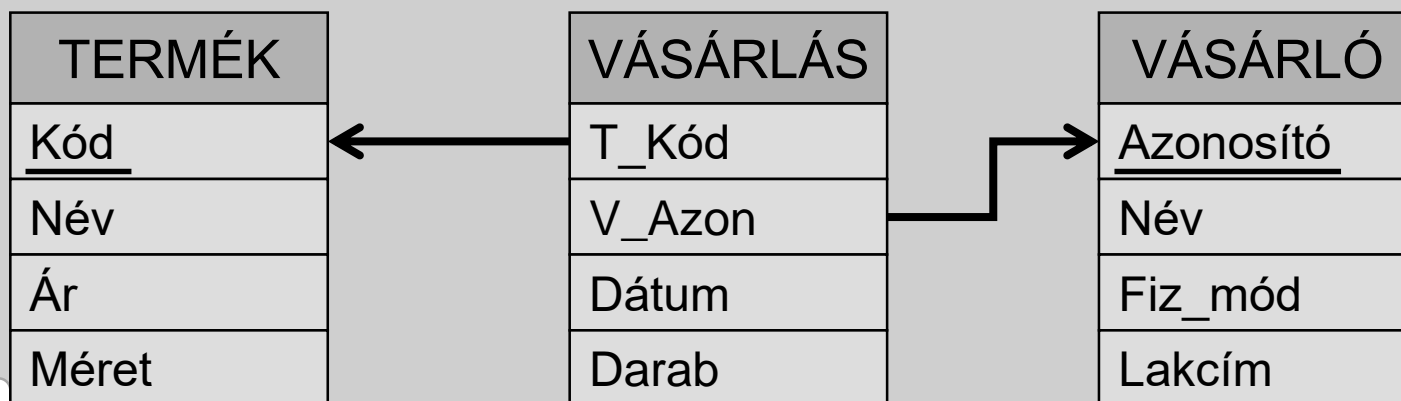 TERMÉK
Kód
Név
Ár
Méret
VÁSÁRLÁS
T_Kód
V_Azon
Dátum
Darab
VÁSÁRLÓ
Azonosító
Név
Fiz_mód
Lakcím